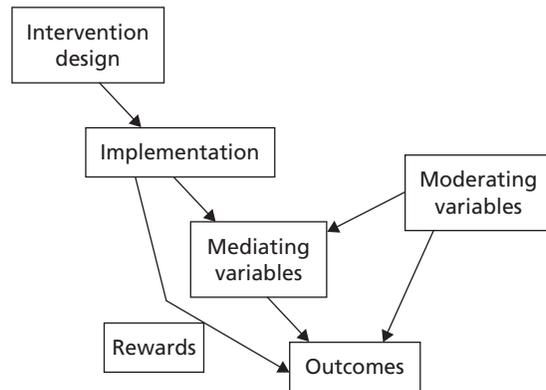 Intervention
design
Implementation
Moderating
variables
Mediating
variables
Rewards
Outcomes